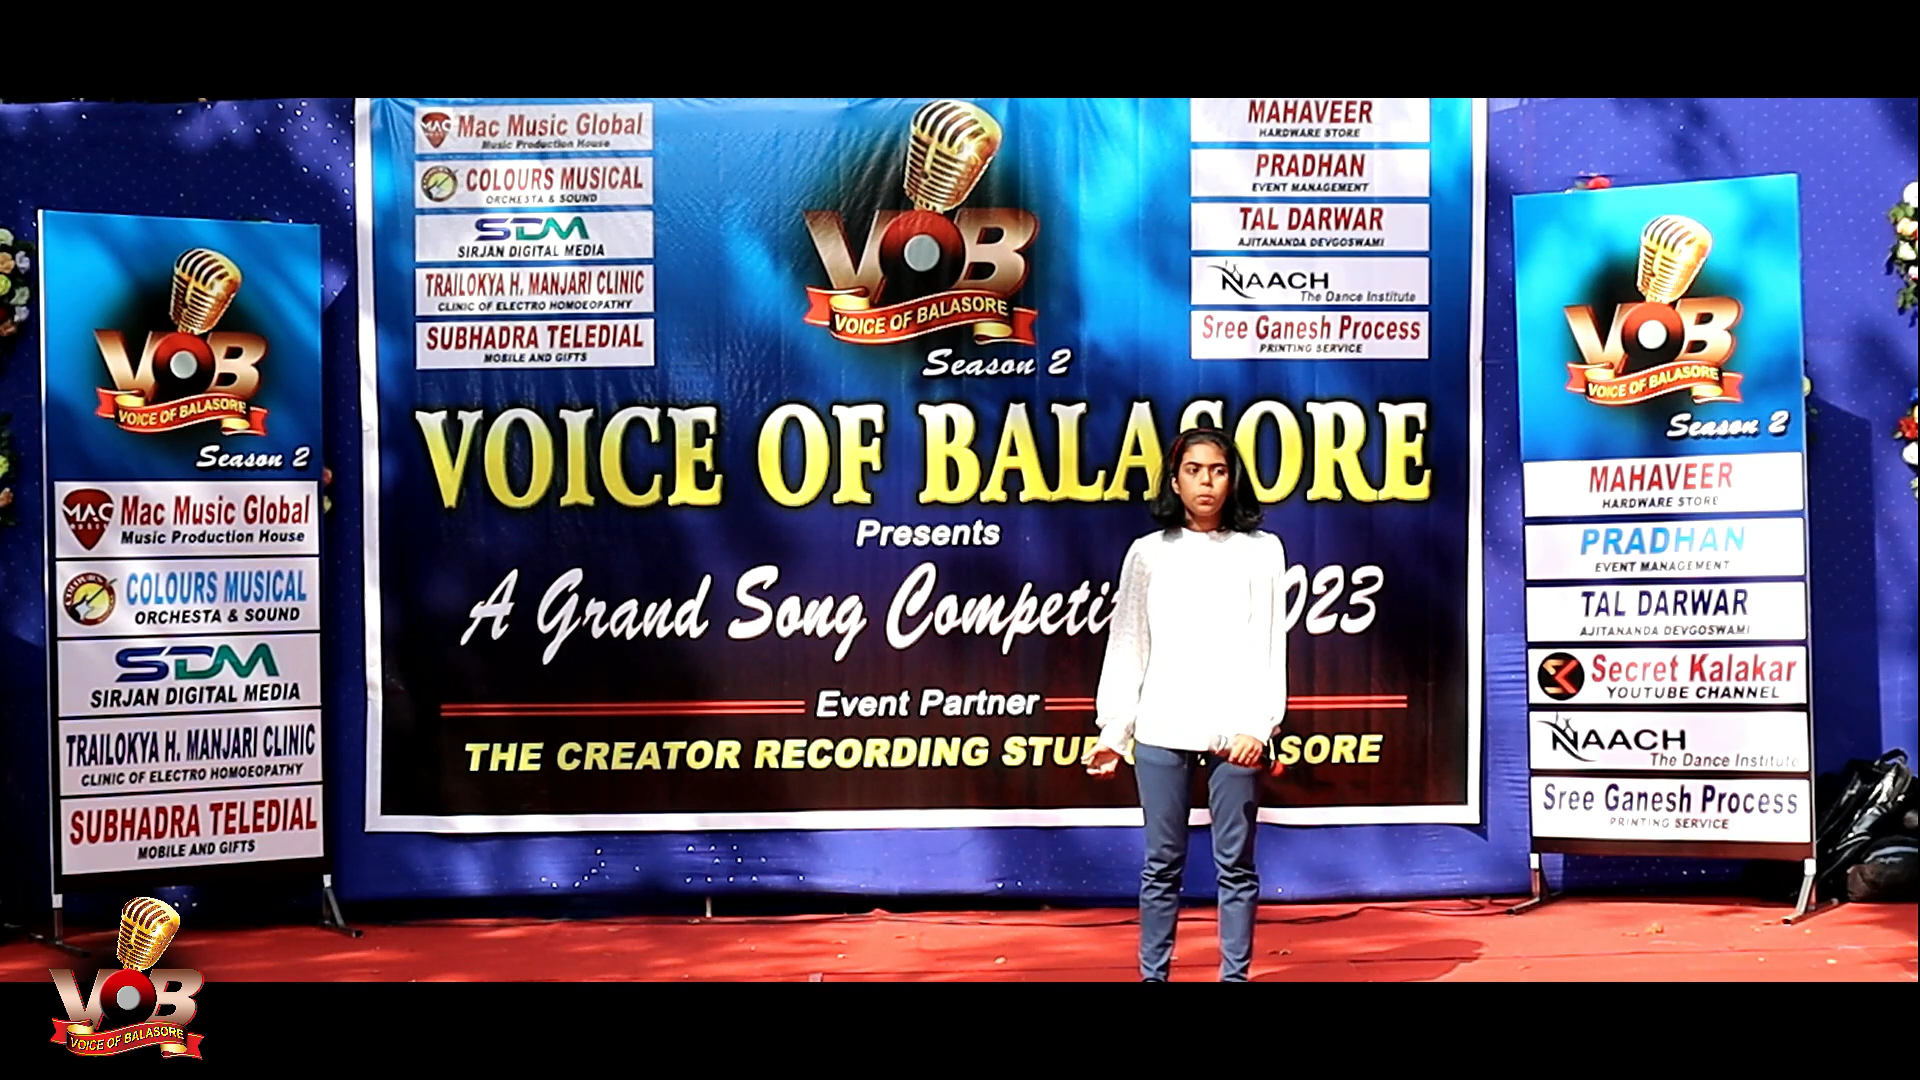 MAC
Mac Music Global
Music Production House
COLOURS MUSICAL
ORCHESTA & SOUND
SDM
SIRJAN DIGITAL MEDIA
TRAILOKYA H. MANJARI CLINIC
CLINIC OF ELECTRO HOMOEOPATHY
SUBHADRA TELEDIAL
MOBILE AND GIFTS
VOB
VOICE OF BALASORE
Season 2
MAHAVEER
HARDWARE STORE
PRADHAN
EVENT MANAGEMENT
TAL DARWAR
AJITANANDA DEVGOSWAMI
NAACH
The Dance Institute
Sree Ganesh Process
PRINTING SERVICE
VOICE OF BALASORE
Presents
A Grand Song Competit 023
Event Partner
THE CREATOR RECORDING STUD ASORE
VOB
VOICE OF BALASORE
Season 2
MAC
Mac Music Global
Music Production House
COLOURS MUSICAL
ORCHESTA & SOUND
SDM
SIRJAN DIGITAL MEDIA
TRAILOKYA H. MANJARI CLINIC
CLINIC OF ELECTRO HOMOEOPATHY
SUBHADRA TELEDIAL
MOBILE AND GIFTS
VOB
VOICE OF BALASORE
Season 2
MAHAVEER
HARDWARE STORE
PRADHAN
EVENT MANAGEMENT
TAL DARWAR
AJITANANDA DEVGOSWAMI
Secret Kalakar
YOUTUBE CHANNEL
NAACH
The Dance Institute
Sree Ganesh Process
PRINTING SERVICE
VOB
VOICE OF BALASORE